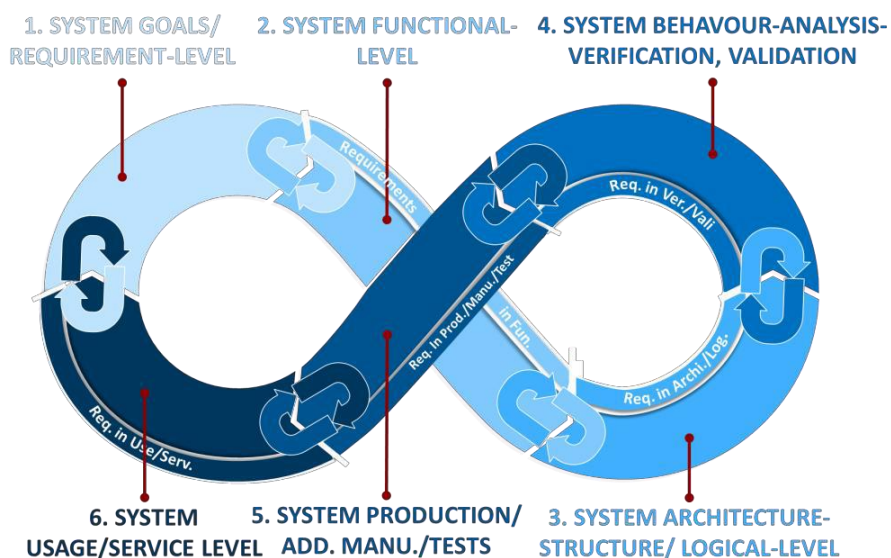 1. SYSTEM GOALS/
REQUIREMENT-LEVEL
2. SYSTEM FUNCTIONAL-
LEVEL
4. SYSTEM BEHAVOUR-ANALYSIS-
VERIFICATION, VALIDATION
Requirements
in Fun.
Req. in Ver./Vali
Req. In Prod./Manu./Test
Req. in Archi./Log.
Req. in Use/Serv.
6. SYSTEM
USAGE/SERVICE LEVEL
5. SYSTEM PRODUCTION/
ADD. MANU./TESTS
3. SYSTEM ARCHITECTURE-
STRUCTURE/ LOGICAL-LEVEL